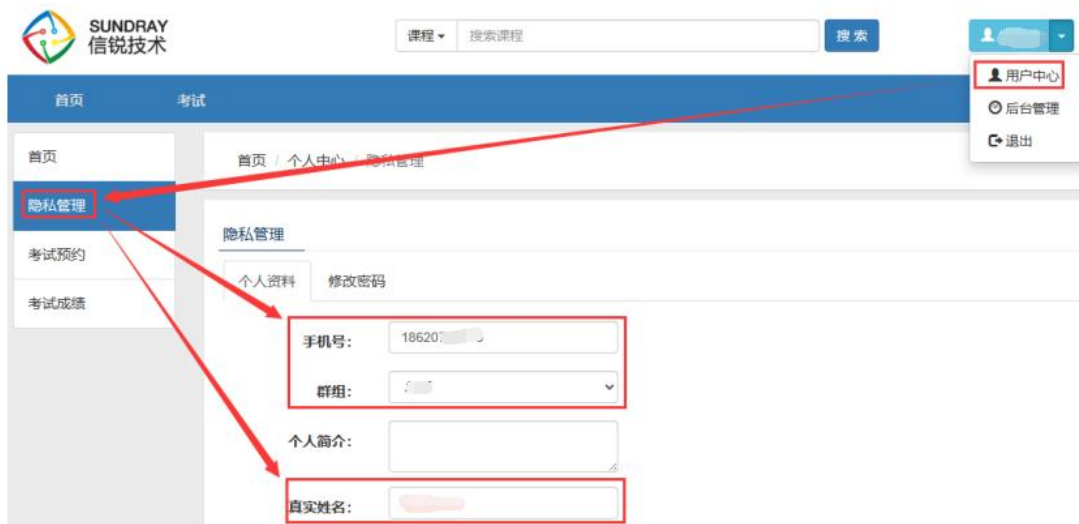 SUNDRAY
信锐技术
课程 搜索课程 搜索
用户中心
后台管理
退出
首页 考试
首页
隐私管理
考试预约
考试成绩
首页 / 个人中心 / 隐私管理
隐私管理
个人资料 修改密码
手机号： 18620
群组：
个人简介：
真实姓名：